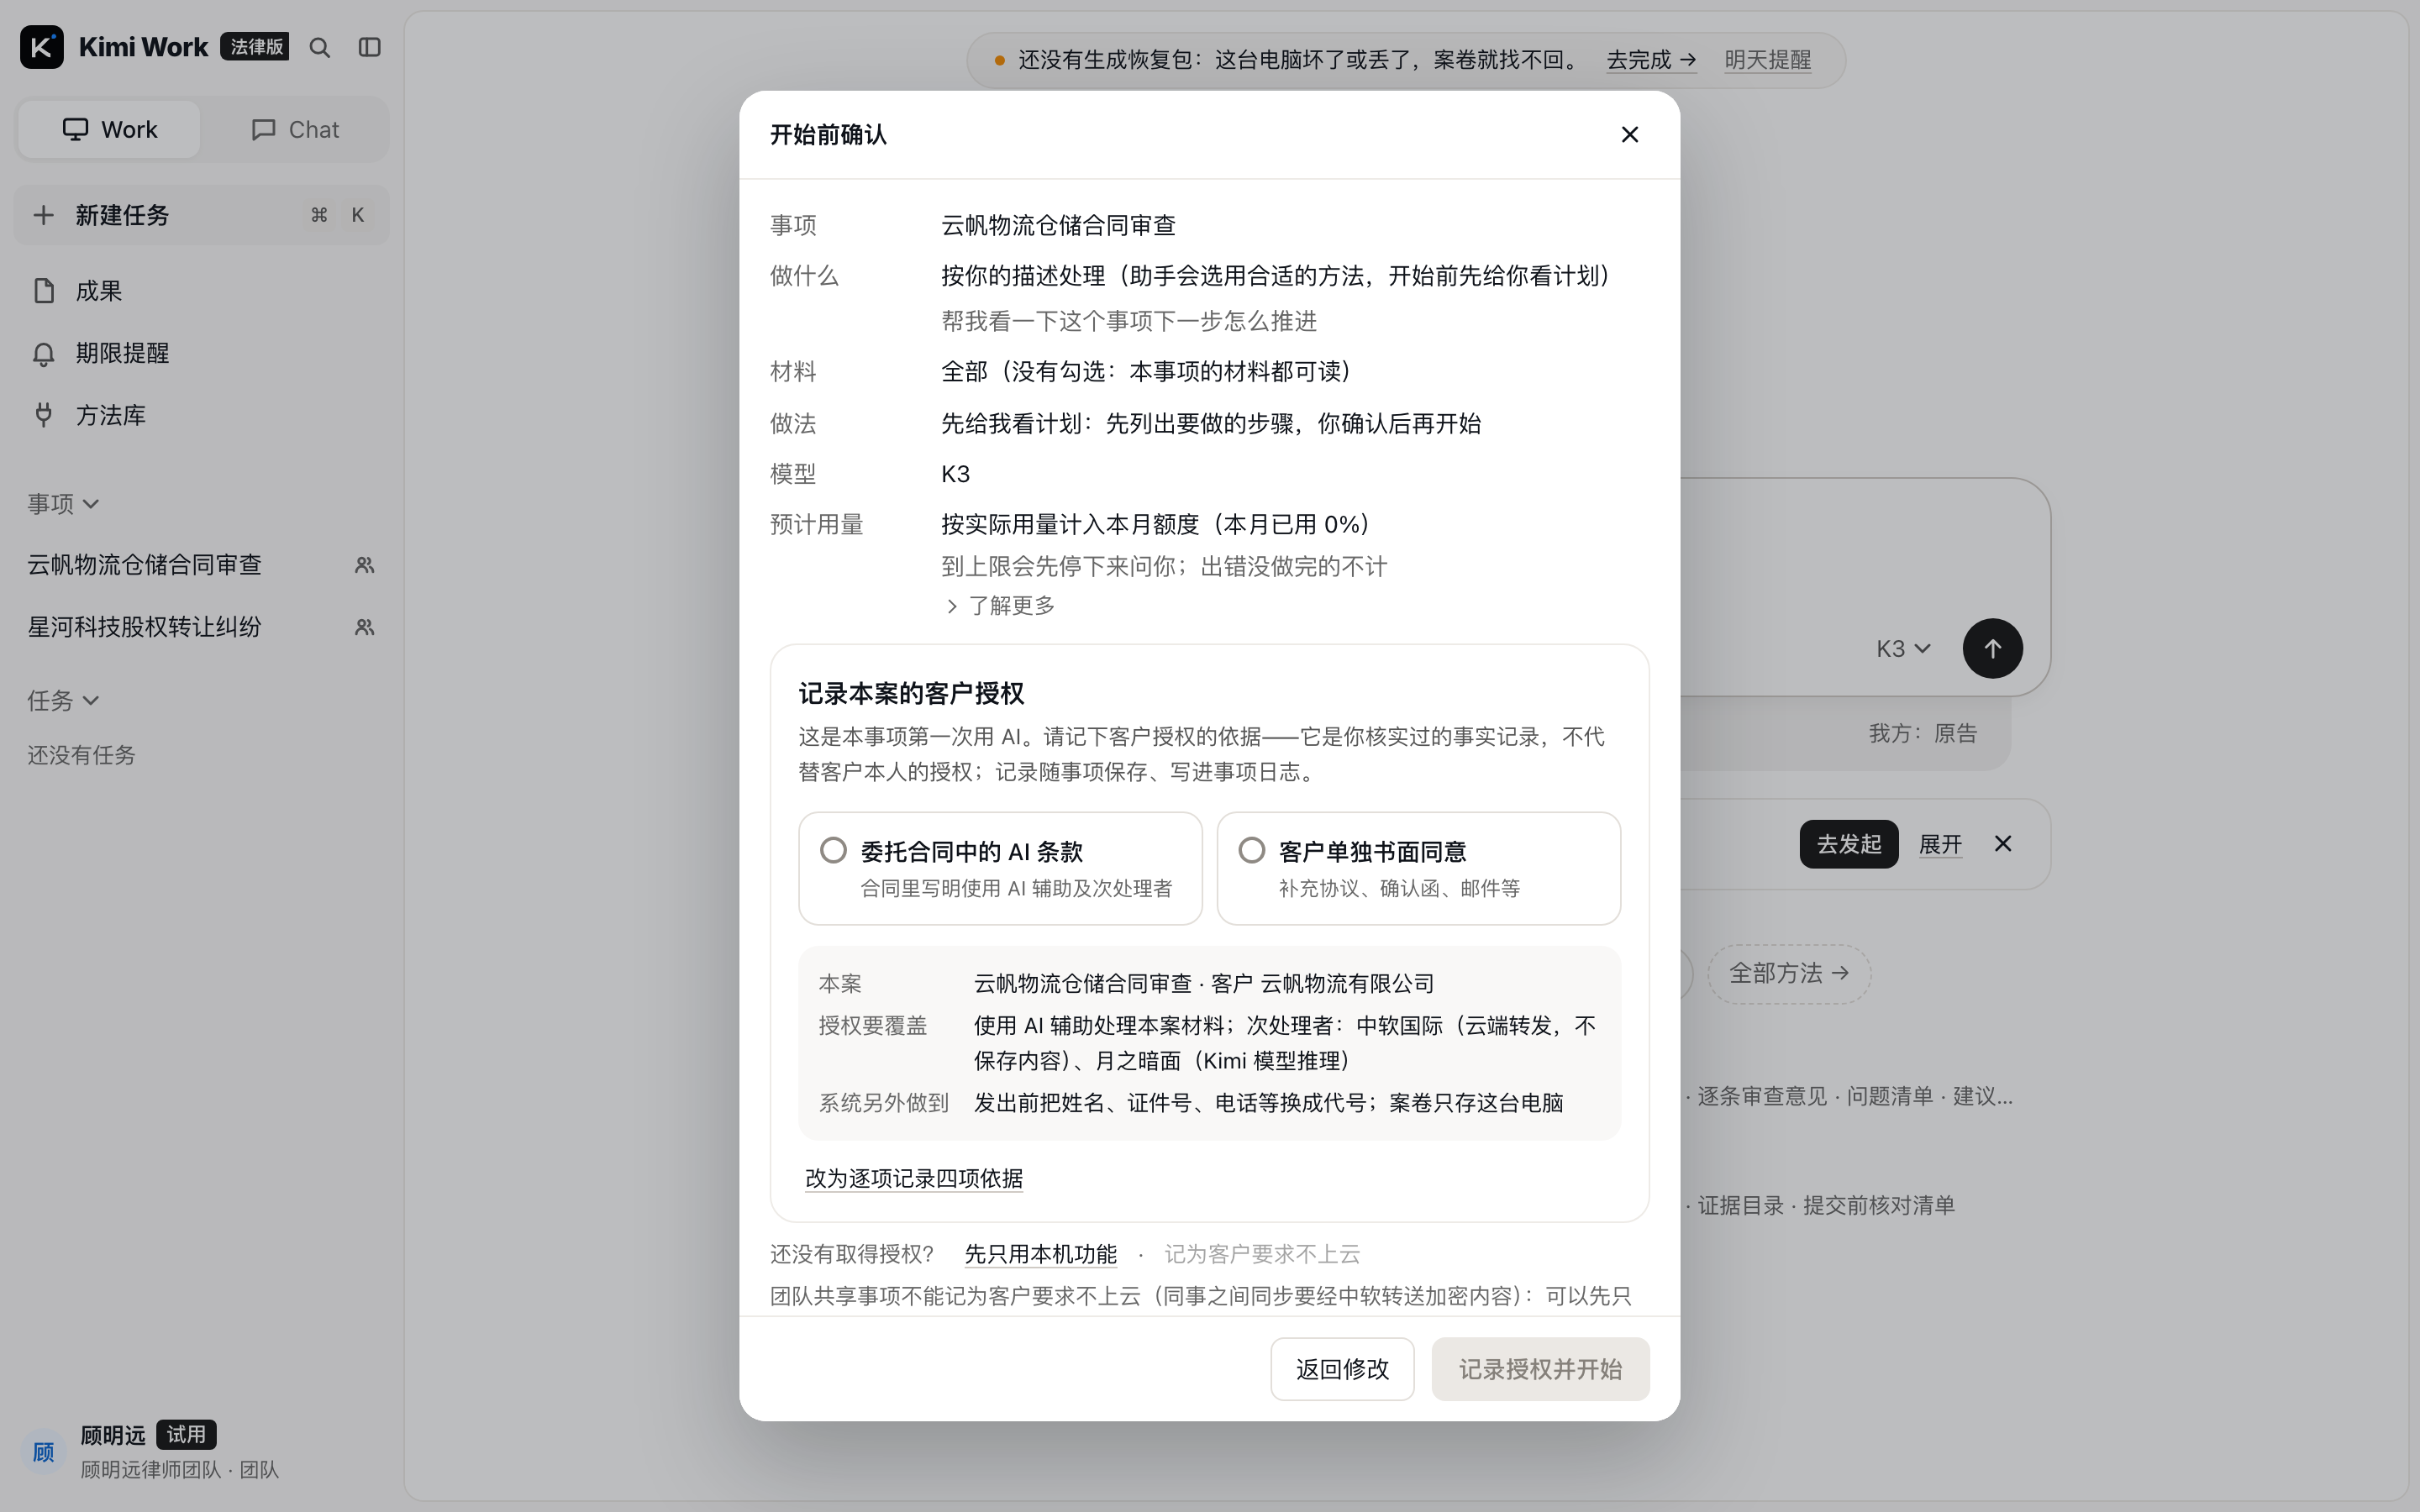 Kimi Work 法律版
Work
Chat
新建任务 ⌘ K
成果
期限提醒
方法库
事项
云帆物流仓储合同审查
星河科技股权转让纠纷
任务
还没有任务
顾 顾明远 试用
顾明远律师团队 · 团队
还没有生成恢复包：这台电脑坏了或丢了，案卷就找不回。 去完成 → 明天提醒
开始前确认
事项 云帆物流仓储合同审查
做什么 按你的描述处理（助手会选用合适的方法，开始前先给你看计划）
帮我看一下这个事项下一步怎么推进
材料 全部（没有勾选：本事项的材料都可读）
做法 先给我看计划：先列出要做的步骤，你确认后再开始
模型 K3
预计用量 按实际用量计入本月额度（本月已用 0%）
到上限会先停下来问你；出错没做完的不计
了解更多
记录本案的客户授权
这是本事项第一次用 AI。请记下客户授权的依据——它是你核实过的事实记录，不代
替客户本人的授权；记录随事项保存、写进事项日志。
委托合同中的 AI 条款
合同里写明使用 AI 辅助及次处理者
客户单独书面同意
补充协议、确认函、邮件等
本案 云帆物流仓储合同审查 · 客户 云帆物流有限公司
授权要覆盖 使用 AI 辅助处理本案材料；次处理者：中软国际（云端转发，不
保存内容）、月之暗面（Kimi 模型推理）
系统另外做到 发出前把姓名、证件号、电话等换成代号；案卷只存这台电脑
改为逐项记录四项依据
还没有取得授权？ 先只用本机功能 · 记为客户要求不上云
团队共享事项不能记为客户要求不上云（同事之间同步要经中软转送加密内容）：可以先只
返回修改
记录授权并开始
K3
我方：原告
去发起 展开
全部方法 →
· 逐条审查意见 · 问题清单 · 建议...
· 证据目录 · 提交前核对清单